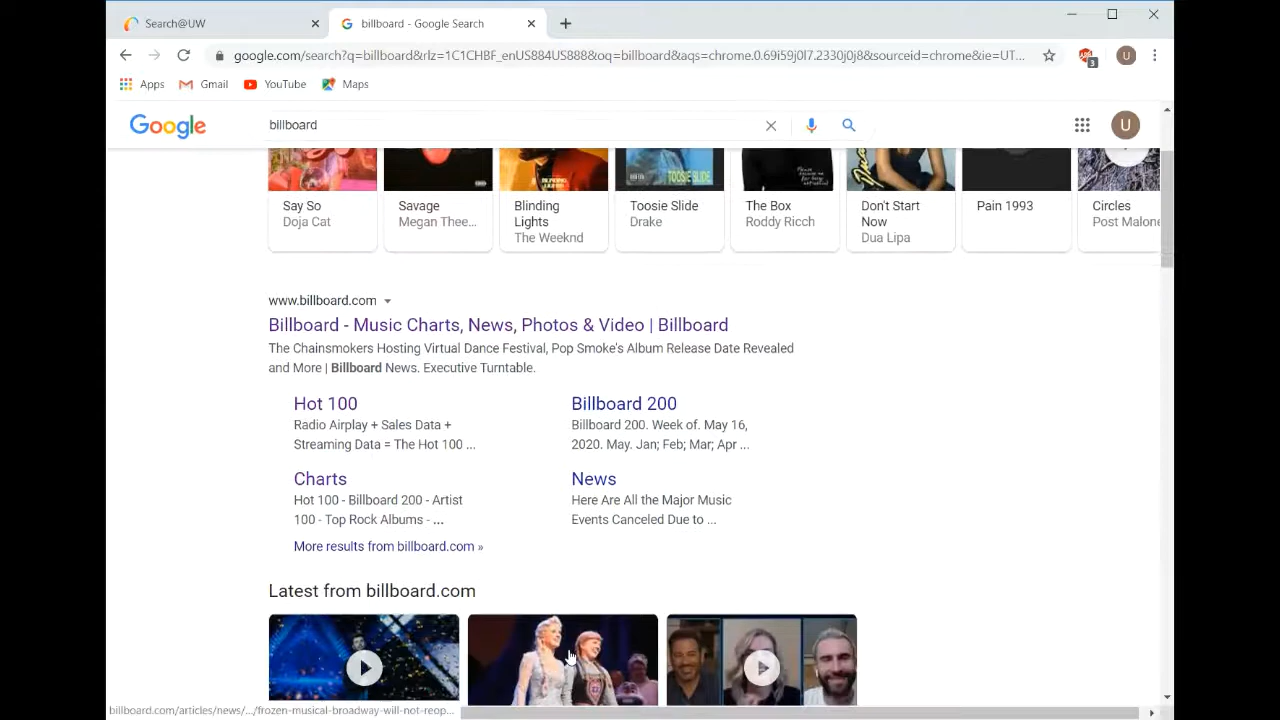 Search@UW
billboard - Google Search
google.com/search?q=billboard&rlz=1C1CHBF_enUS884US888&oq=billboard&aqs=chrome.0.69i59j0l7.2330j0j8&sourceid=chrome&ie=UT...
3
U
Apps
Gmail
YouTube
Maps
Google
billboard
U
TOOSIE SLIDE
Say So
Doja Cat
Savage
Megan Thee...
Blinding
Lights
The Weeknd
Toosie Slide
Drake
The Box
Roddy Ricch
Don't Start
Now
Dua Lipa
Pain 1993
Circles
Post Malone
www.billboard.com
Billboard - Music Charts, News, Photos & Video | Billboard
The Chainsmokers Hosting Virtual Dance Festival, Pop Smoke's Album Release Date Revealed
and More | Billboard News. Executive Turntable.
Hot 100
Radio Airplay + Sales Data +
Streaming Data = The Hot 100 ...
Billboard 200
Billboard 200. Week of. May 16,
2020. May. Jan; Feb; Mar; Apr ...
Charts
Hot 100 - Billboard 200 - Artist
100 - Top Rock Albums - ...
News
Here Are All the Major Music
Events Canceled Due to ...
More results from billboard.com »
Latest from billboard.com
billboard.com/articles/news/.../frozen-musical-broadway-will-not-reop...